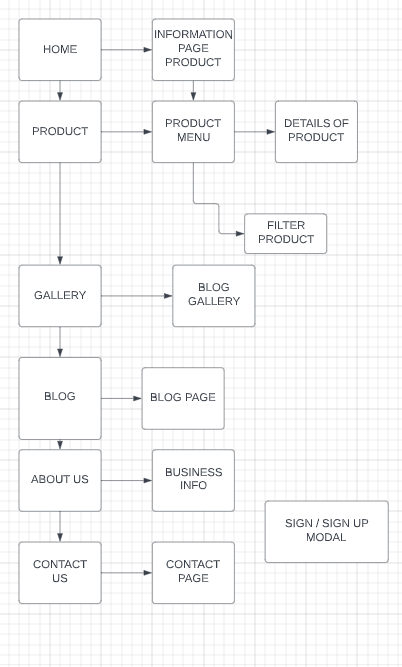 HOME
INFORMATION
PAGE
PRODUCT
PRODUCT
PRODUCT
MENU
DETAILS OF
PRODUCT
FILTER
PRODUCT
GALLERY
BLOG
GALLERY
BLOG
BLOG PAGE
ABOUT US
BUSINESS
INFO
SIGN / SIGN UP
MODAL
CONTACT
US
CONTACT
PAGE